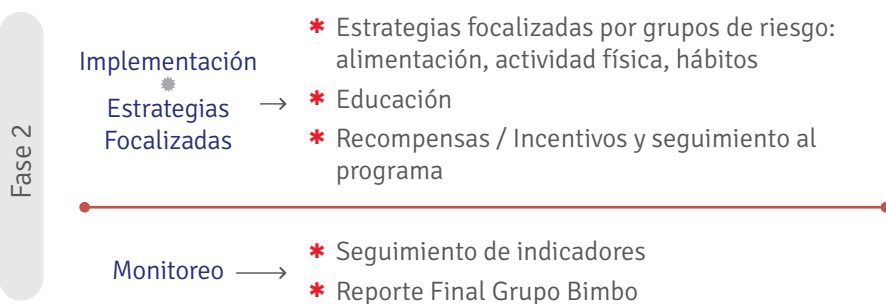 Fase 2
Implementación
Estrategias
Focalizadas
* Estrategias focalizadas por grupos de riesgo:
alimentación, actividad física, hábitos
* Educación
* Recompensas / Incentivos y seguimiento al
programa
Monitoreo
* Seguimiento de indicadores
* Reporte Final Grupo Bimbo